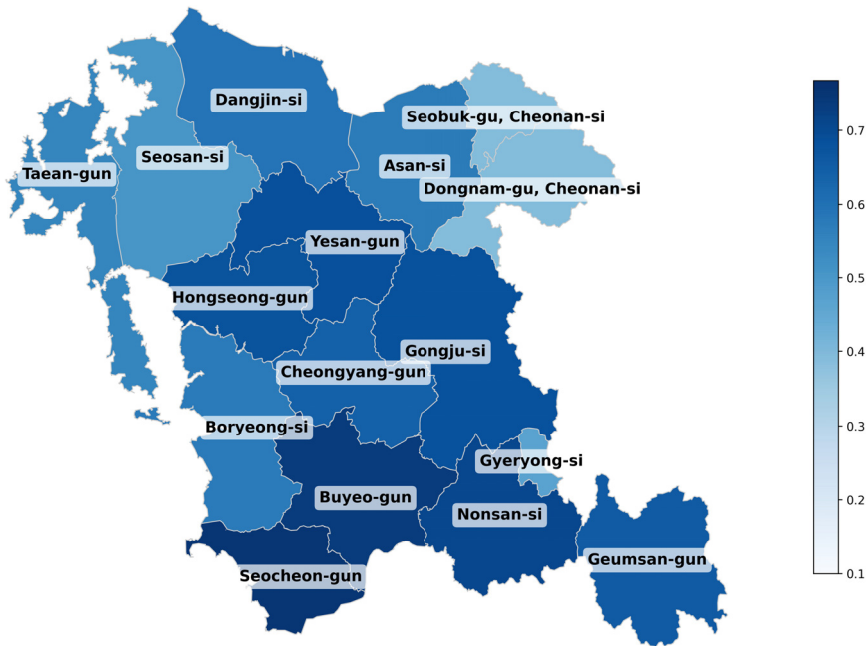 Dangjin-si
Seobuk-gu, Cheonan-si
Seosan-si
Asan-si
Taean-gun
Dongnam-gu, Cheonan-si
Yesan-gun
Hongseong-gun
Gongju-si
Cheongyang-gun
Boryeong-si
Gyeryong-si
Buyeo-gun
Nonsan-si
Geumsan-gun
Seocheon-gun
0.7
0.6
0.5
0.4
0.3
0.2
0.1